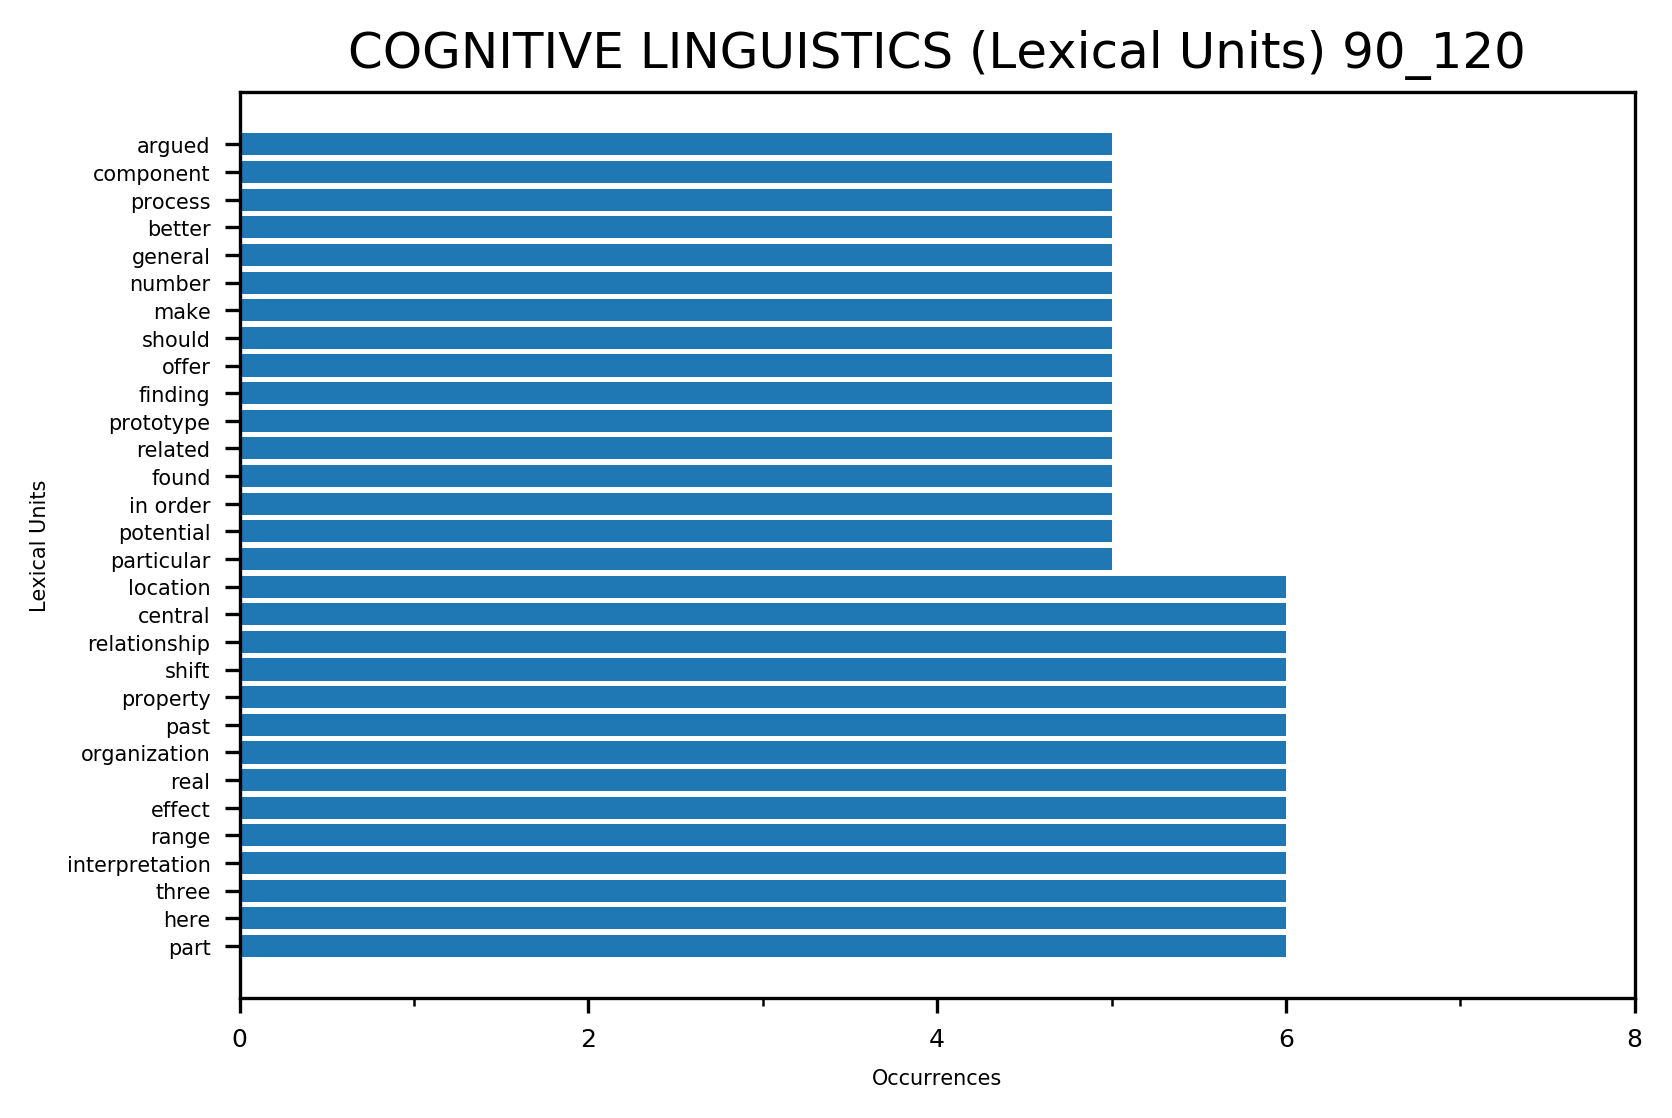 COGNITIVE LINGUISTICS (Lexical Units) 90_120
argued
component
process
better
general
number
make
should
offer
finding
prototype
related
found
in order
potential
particular
location
central
relationship
shift
property
past
organization
real
effect
range
interpretation
three
here
part
Lexical Units
0 2 4 6 8
Occurrences